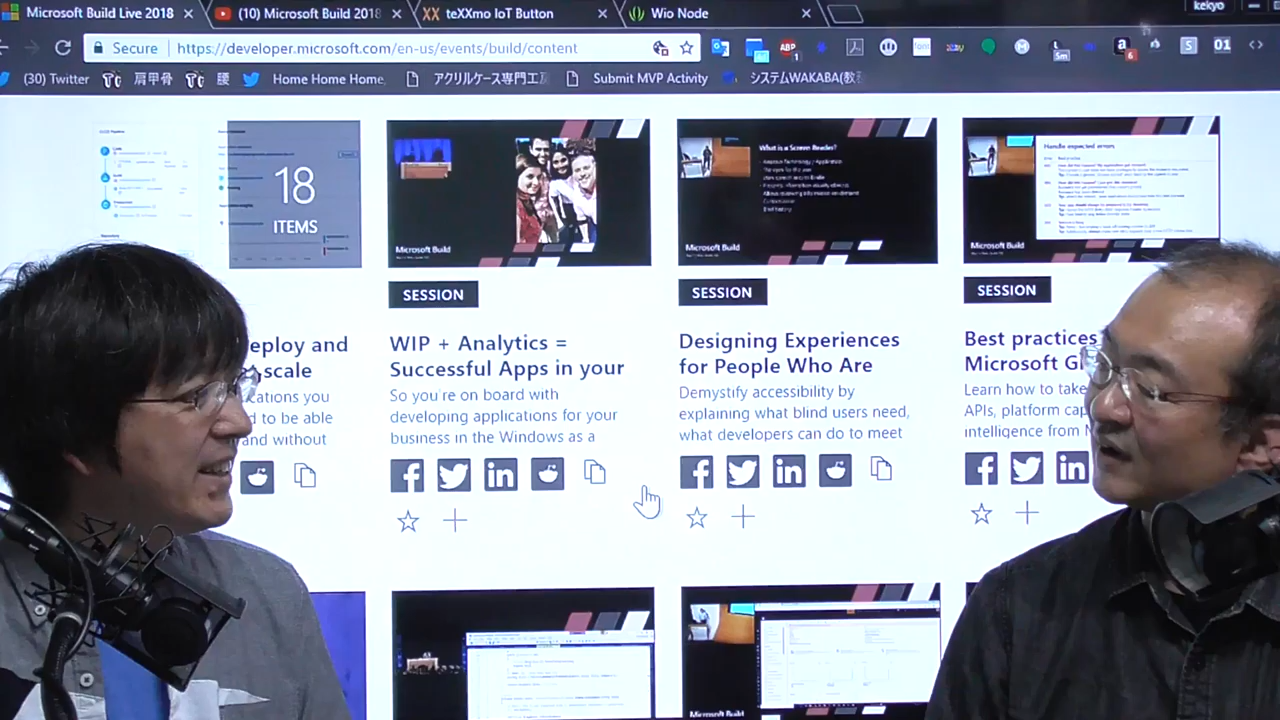 Microsoft Build Live 2018
(10) Microsoft Build 2018
teXXmo IoT Button
Wio Node
kekyo
Secure
https://developer.microsoft.com/en-us/events/build/content
(30) Twitter
肩甲骨
腰
Home Home Home
アクリルケース専門工
Submit MVP Activity
システムWAKABA(教
18
ITEMS
Microsoft Build
What is a Screen Reader?
Microsoft Build
Handle expected errors
Microsoft Build
SESSION
SESSION
SESSION
eploy and
scale
cations you
d to be able
and without
WIP + Analytics =
Successful Apps in your
So you're on board with
developing applications for your
business in the Windows as a
Designing Experiences
for People Who Are
Demystify accessibility by
explaining what blind users need,
what developers can do to meet
Best practices
Microsoft G
Learn how to take
APIs, platform cap
intelligence from
Microsoft Build